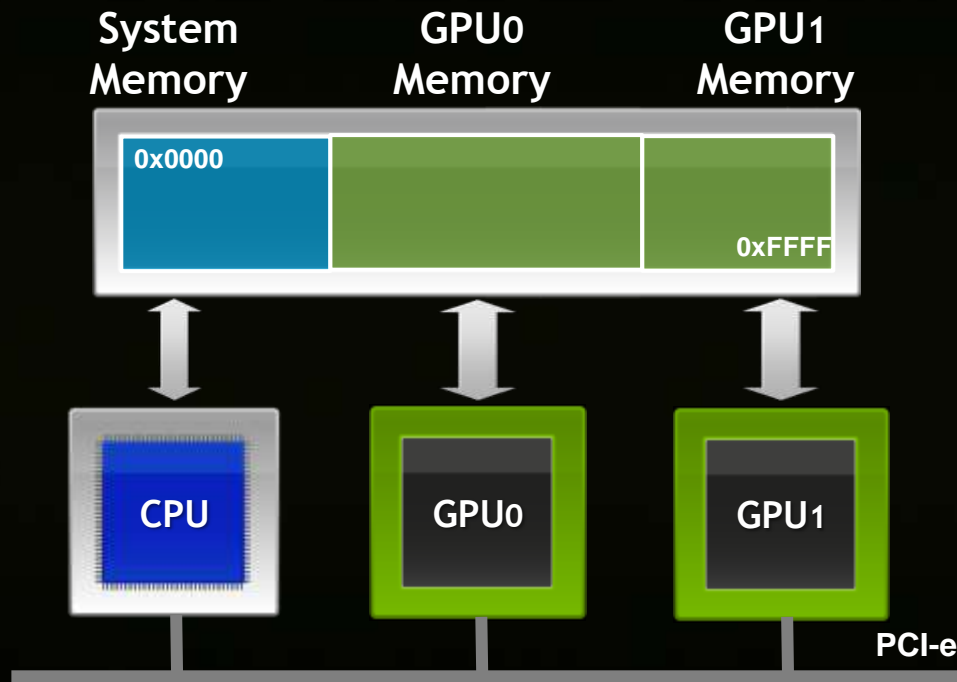 System
Memory
GPU0
Memory
GPU1
Memory
0x0000
0xFFFF
CPU
GPU0
GPU1
PCI-e